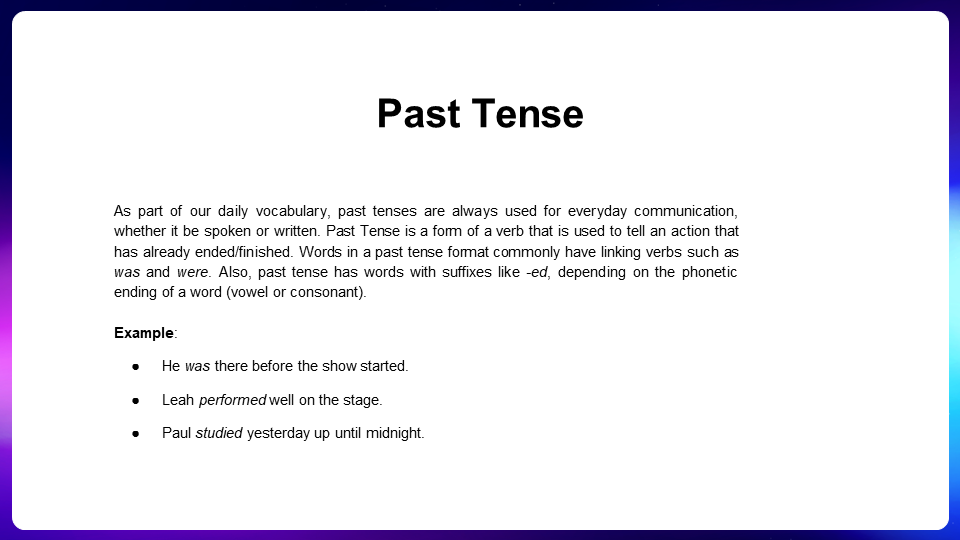 Past Tense
As part of our daily vocabulary, past tenses are always used for everyday communication,
whether it be spoken or written. Past Tense is a form of a verb that is used to tell an action that
has already ended/finished. Words in a past tense format commonly have linking verbs such as
was and were. Also, past tense has words with suffixes like -ed, depending on the phonetic
ending of a word (vowel or consonant).
Example:
● He was there before the show started.
● Leah performed well on the stage.
● Paul studied yesterday up until midnight.